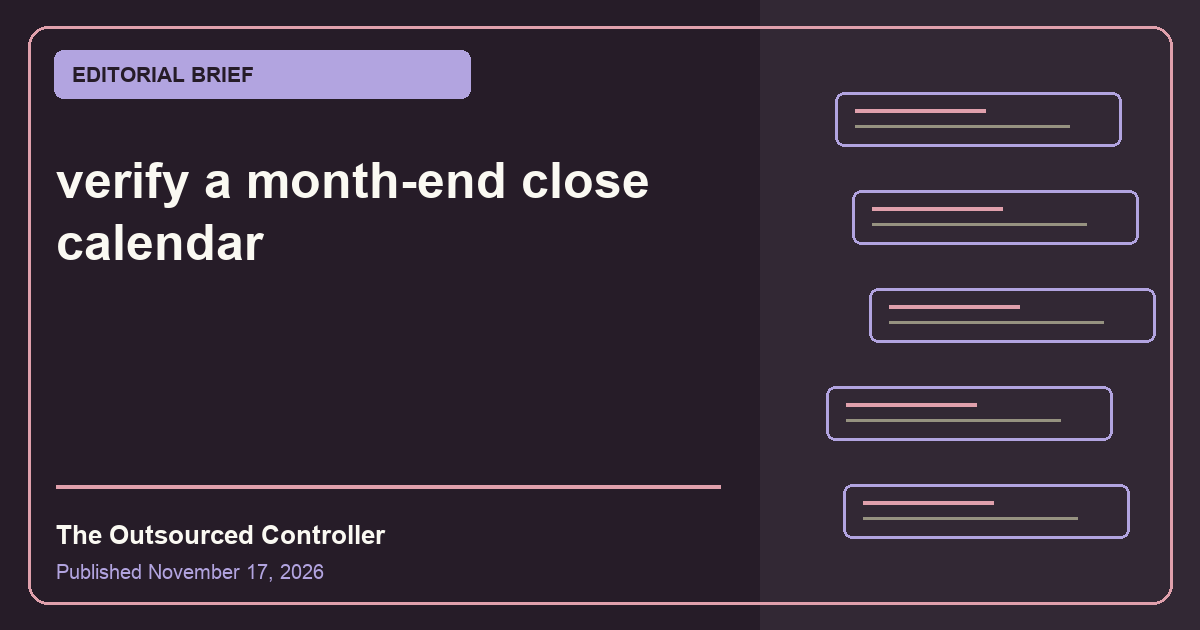 EDITORIAL BRIEF
verify a month-end close
calendar
The Outsourced Controller
Published November 17, 2026